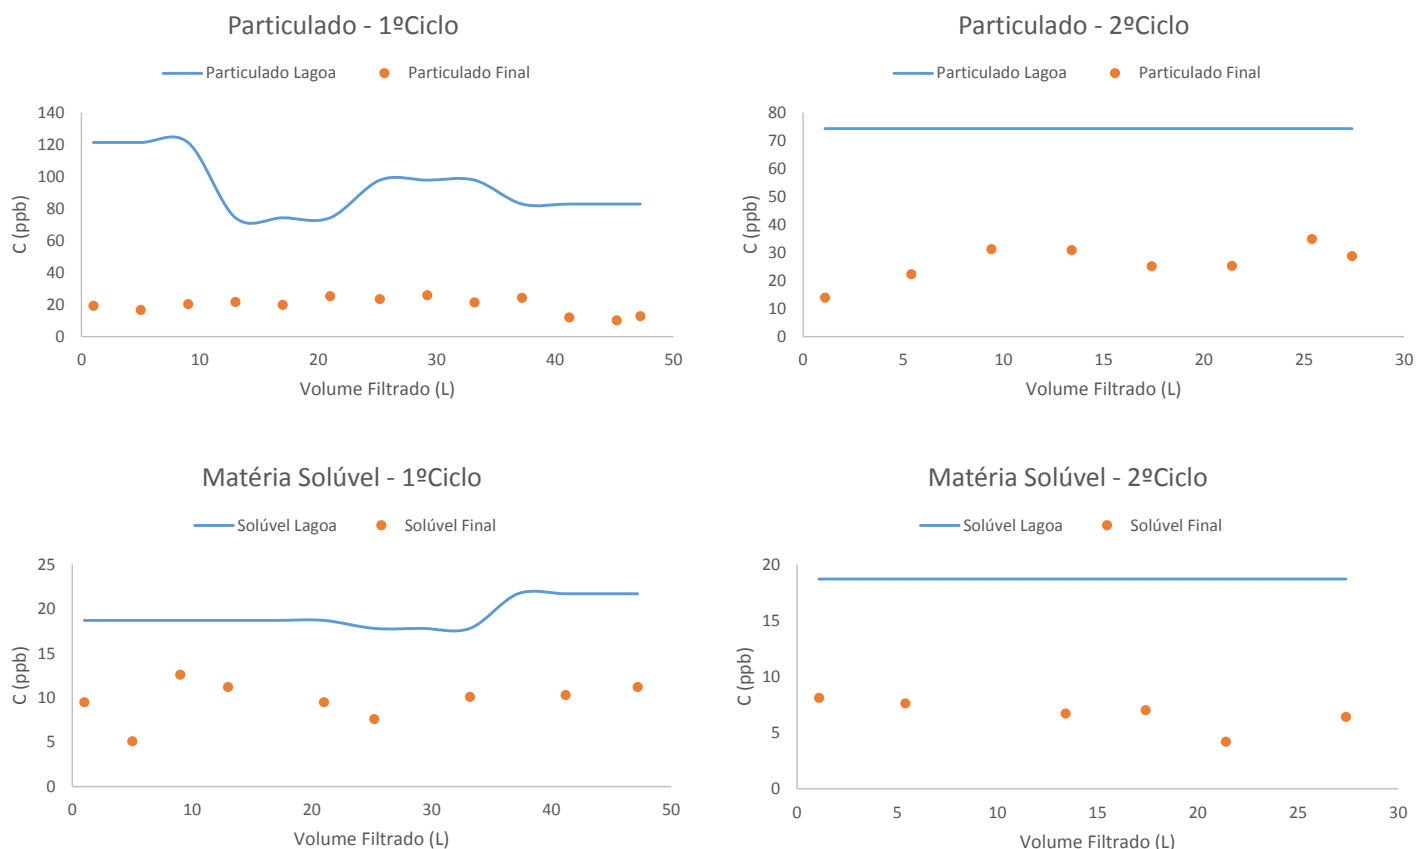 Particulado - 1ºCiclo
Particulado Lagoa Particulado Final
140
120
100
80
60
40
20
0
C (ppb)
0 10 20 30 40 50
Volume Filtrado (L)
Particulado - 2ºCiclo
Particulado Lagoa Particulado Final
80
70
60
50
40
30
20
10
0
C (ppb)
0 5 10 15 20 25 30
Volume Filtrado (L)
Matéria Solúvel - 1ºCiclo
Solúvel Lagoa Solúvel Final
25
20
15
10
5
0
C (ppb)
0 10 20 30 40 50
Volume Filtrado (L)
Matéria Solúvel - 2ºCiclo
Solúvel Lagoa Solúvel Final
20
15
10
5
0
C (ppb)
0 5 10 15 20 25 30
Volume Filtrado (L)